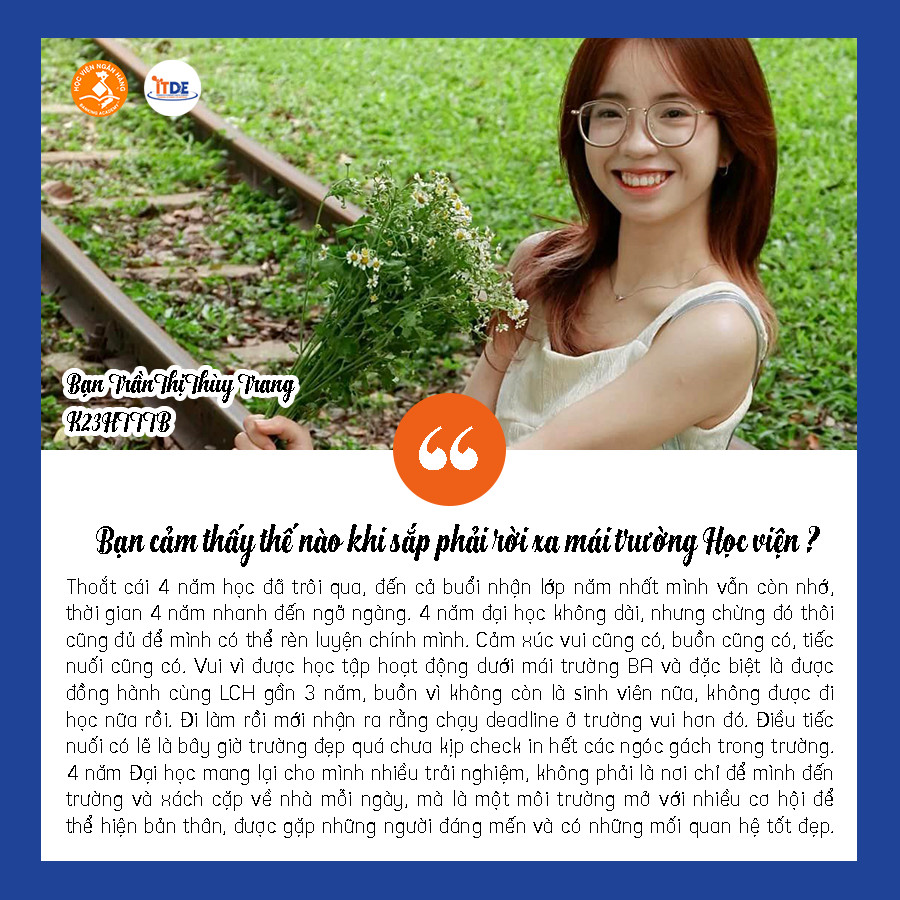 HỌC VIỆN NGÂN HÀNG
BANKING ACADEMY
ITDE
Bạn Trần Thị Thùy Trang
K23HTTTB
Bạn cảm thấy thế nào khi sắp phải rời xa mái trường Học viện ?
Thoắt cái 4 năm học đã trôi qua, đến cả buổi nhận lớp năm nhất mình vẫn còn nhớ,
thời gian 4 năm nhanh đến ngỡ ngàng. 4 năm đại học không dài, nhưng chừng đó thôi
cũng đủ để mình có thể rèn luyện chính mình. Cảm xúc vui cũng có, buồn cũng có, tiếc
nuối cũng có. Vui vì được học tập hoạt động dưới mái trường BA và đặc biệt là được
đồng hành cùng LCH gần 3 năm, buồn vì không còn là sinh viên nữa, không được đi
học nữa rồi. Đi làm rồi mới nhận ra rằng chạy deadline ở trường vui hơn đó. Điều tiếc
nuối có lẽ là bây giờ trường đẹp quá chưa kịp check in hết các ngóc gách trong trường.
4 năm Đại học mang lại cho mình nhiều trải nghiệm, không phải là nơi chỉ để mình đến
trường và xách cặp về nhà mỗi ngày, mà là một môi trường mở với nhiều cơ hội để
thể hiện bản thân, được gặp những người đáng mến và có những mối quan hệ tốt đẹp.